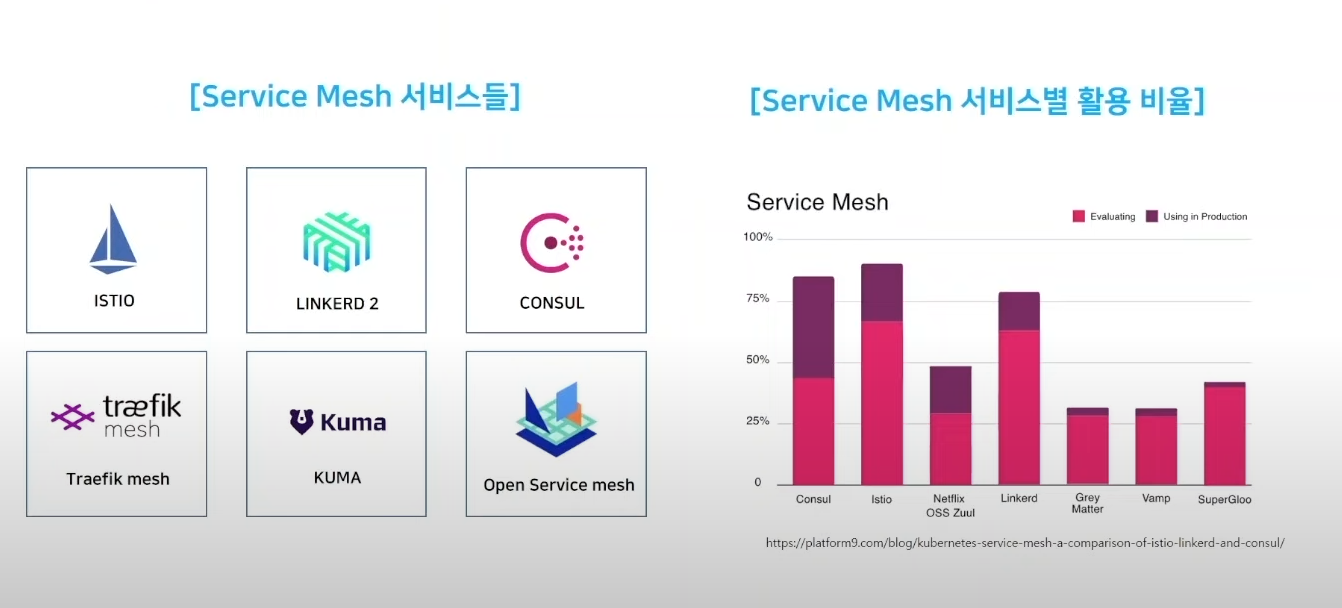 [Service Mesh 서비스들]
ISTIO
LINKERD 2
CONSUL
træfik
mesh
Traefik mesh
Kuma
KUMA
Open Service mesh
[Service Mesh 서비스별 활용 비율]
Service Mesh
Evaluating
Using in Production
100%
75%
50%
25%
0
Consul
Istio
Netflix
OSS Zuul
Linkerd
Grey
Matter
Vamp
SuperGloo
https://platform9.com/blog/kubernetes-service-mesh-a-comparison-of-istio-linkerd-and-consul/